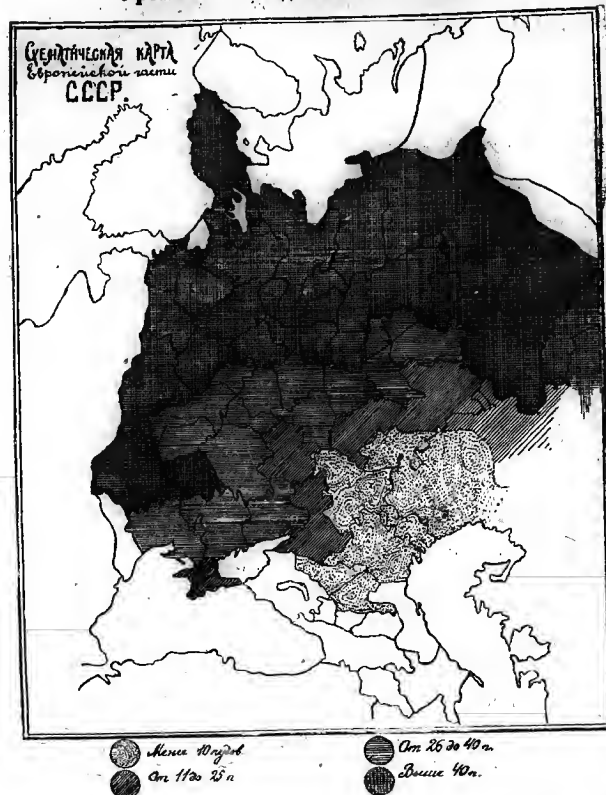 Схематическая карта
Европейской части
СССР.
Менее 10 пудов
От 26 до 40 п.
От 11 до 25 п
Выше 40 п.